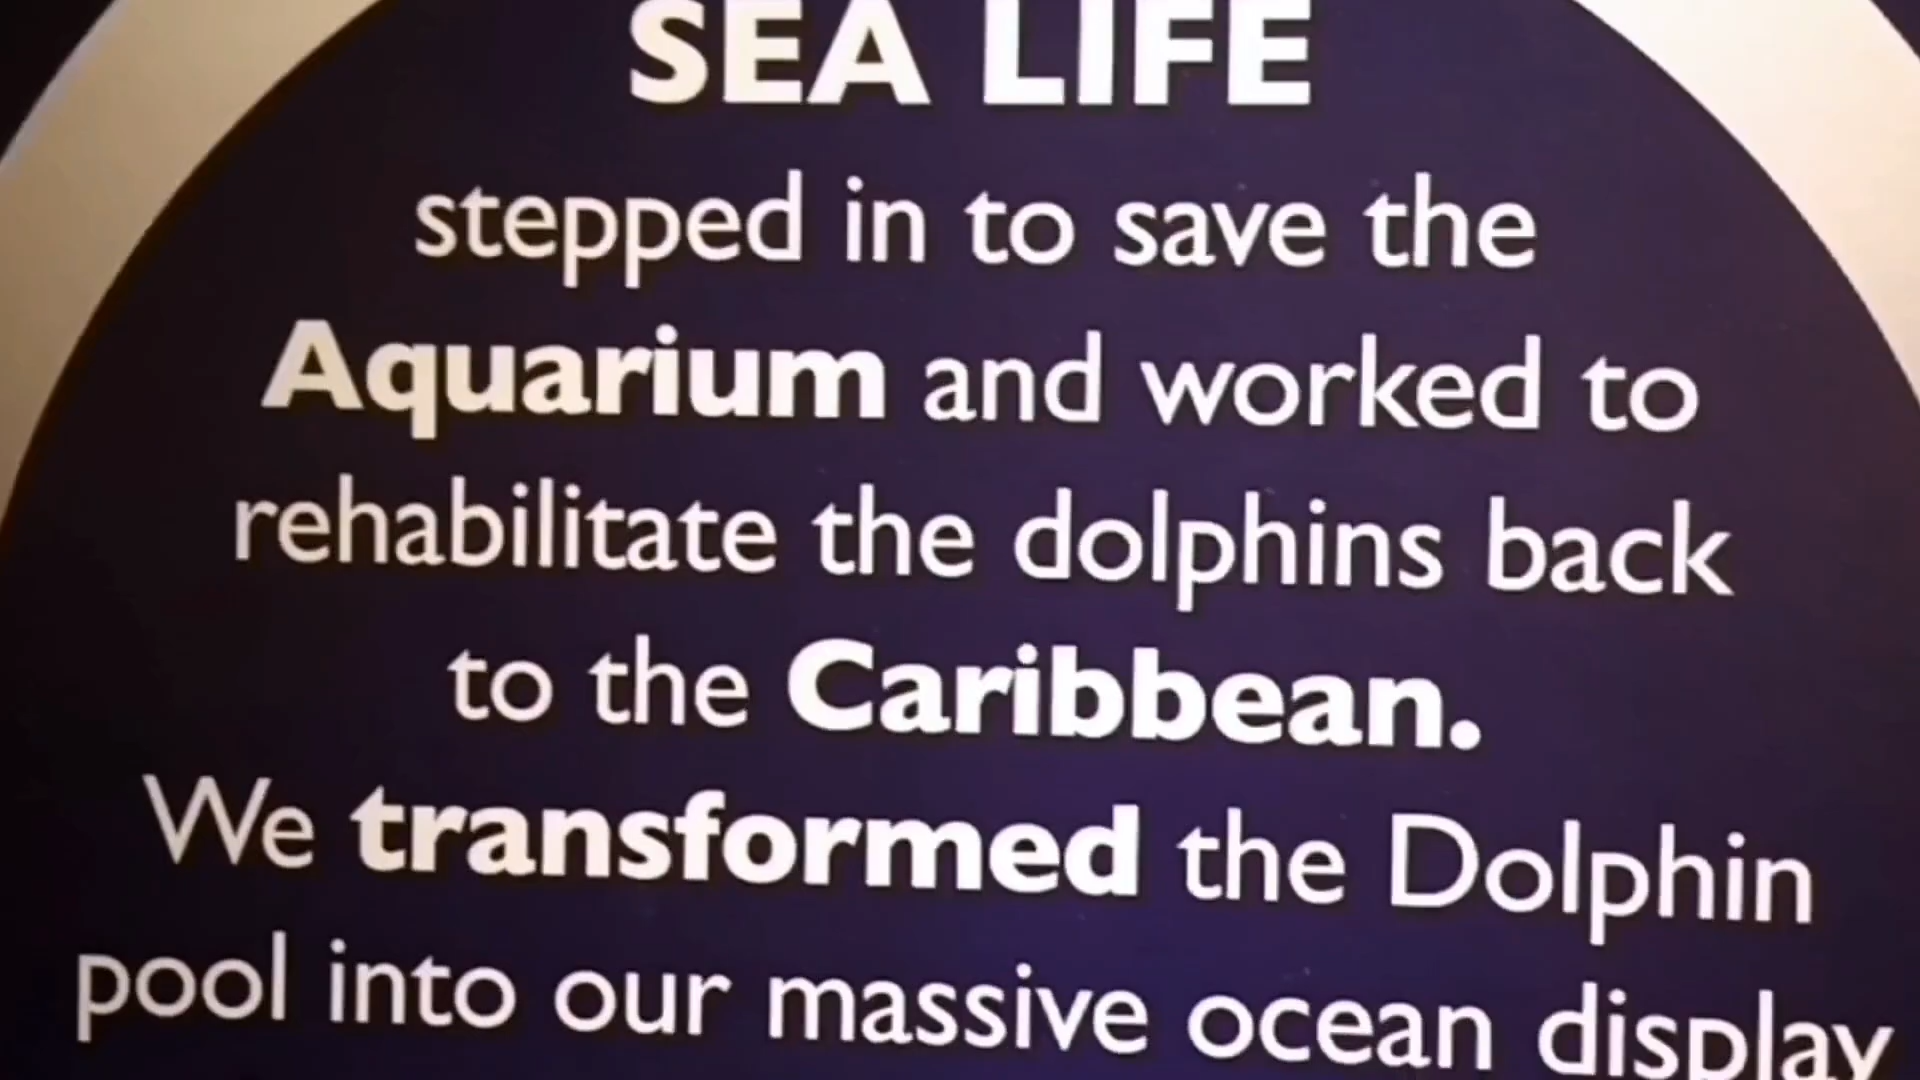 SEA LIFE
stepped in to save the
Aquarium and worked to
rehabilitate the dolphins back
to the Caribbean.
We transformed the Dolphin
pool into our massive ocean display